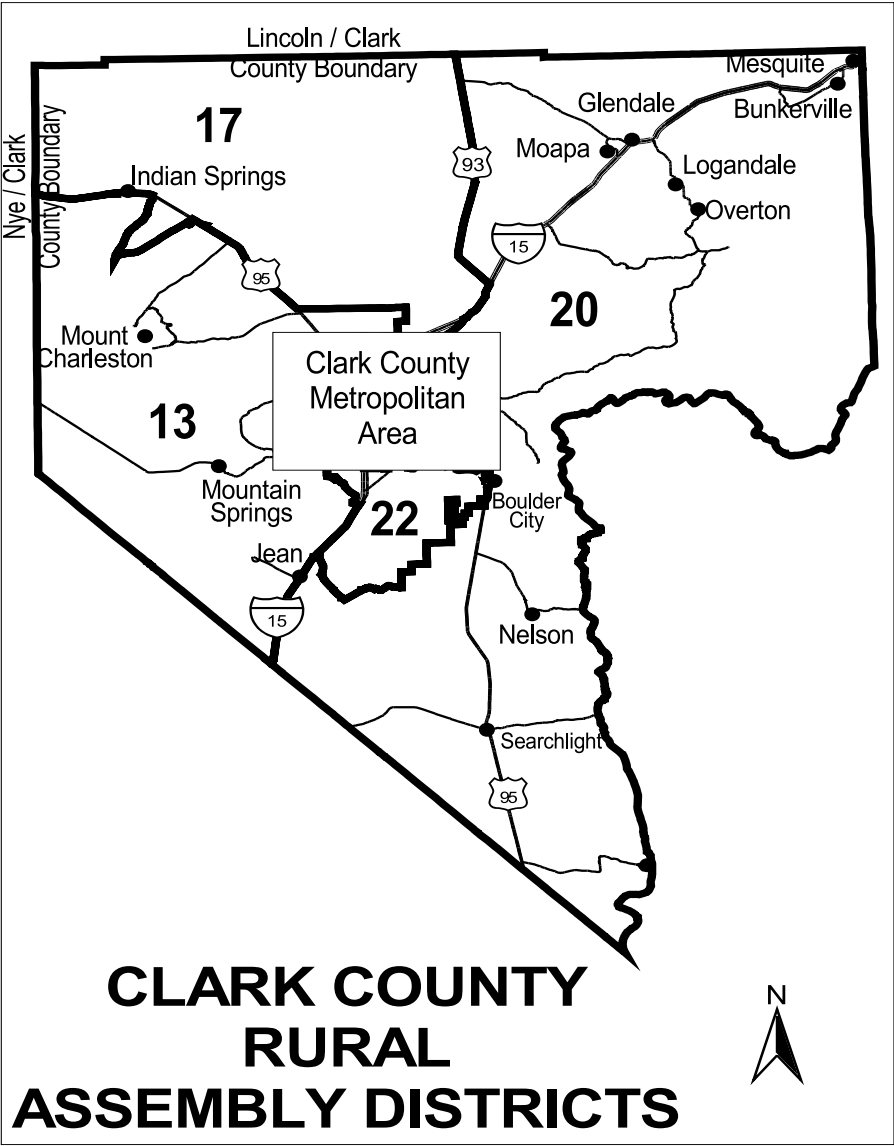 Lincoln / Clark
County Boundary
Mesquite
Bunkerville
Glendale
17
Nye / Clark
County Boundary
Moapa
93
Logandale
Indian Springs
Overton
15
95
20
Mount
Charleston
Clark County
Metropolitan
Area
13
Mountain
Springs
22
Boulder
City
Jean
15
Nelson
Searchlight
95
CLARK COUNTY
RURAL
ASSEMBLY DISTRICTS
N